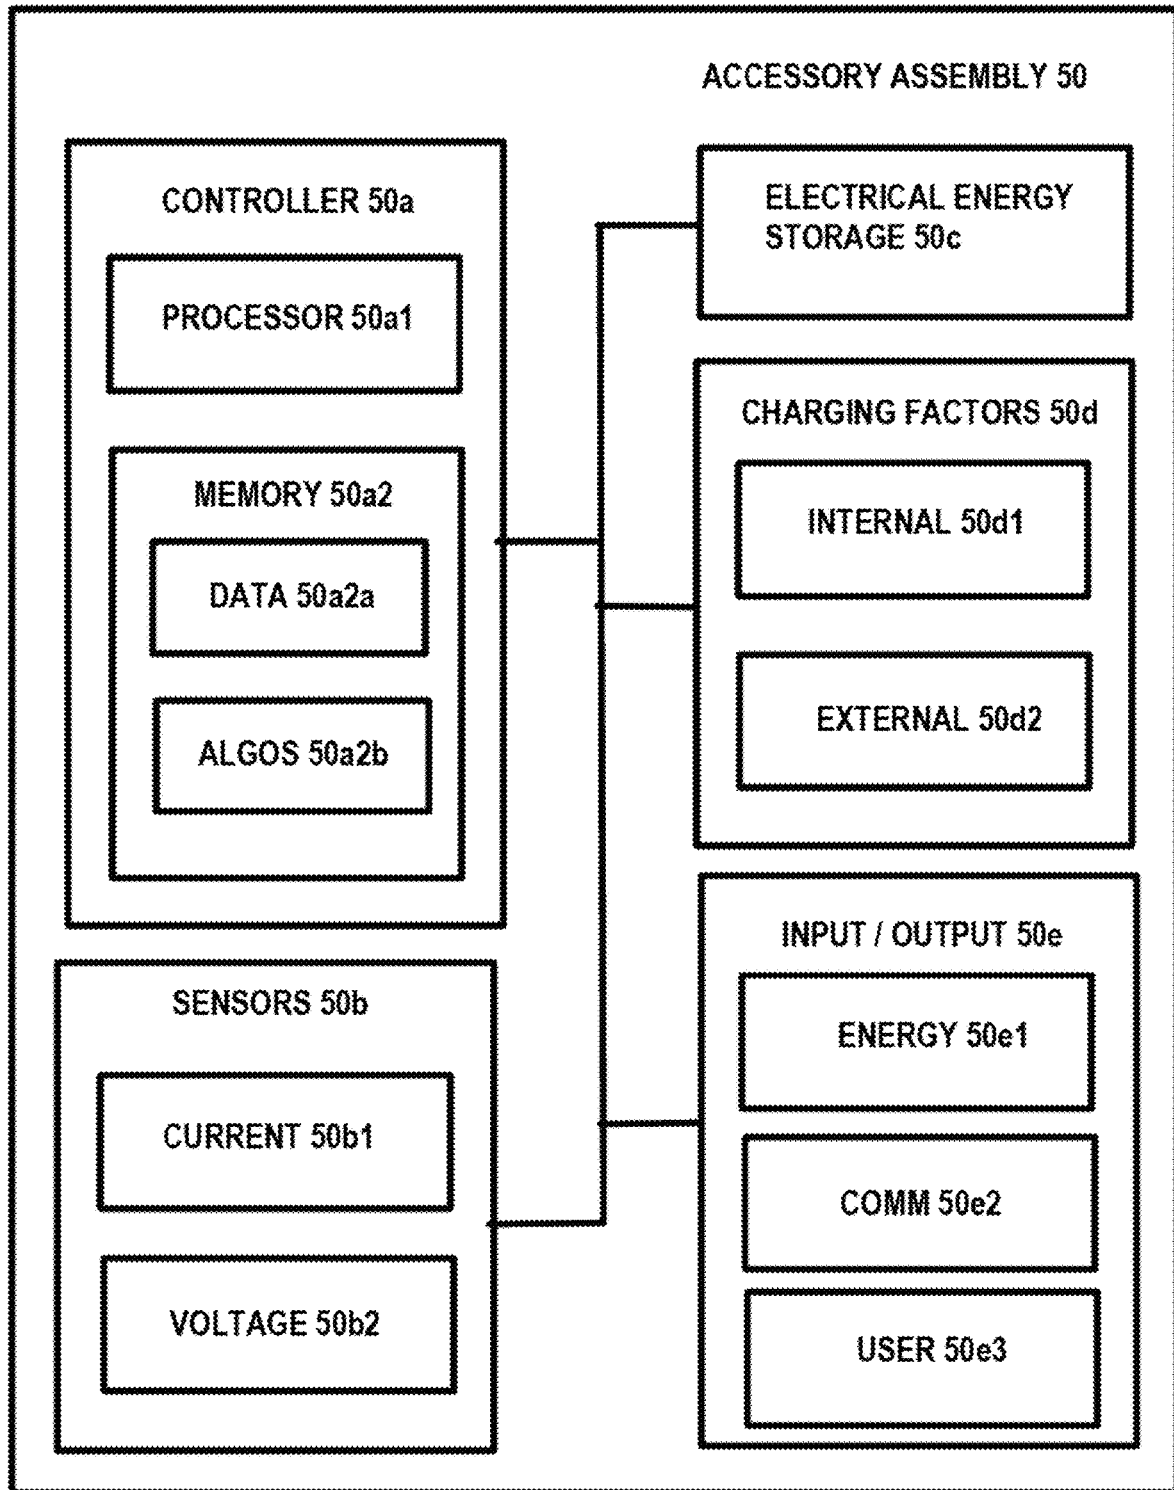 ACCESSORY ASSEMBLY 50
CONTROLLER 50a
PROCESSOR 50a1
MEMORY 50a2
DATA 50a2a
ALGOS 50a2b
SENSORS 50b
CURRENT 50b1
VOLTAGE 50b2
ELECTRICAL ENERGY
STORAGE 50c
CHARGING FACTORS 50d
INTERNAL 50d1
EXTERNAL 50d2
INPUT / OUTPUT 50e
ENERGY 50e1
COMM 50e2
USER 50e3